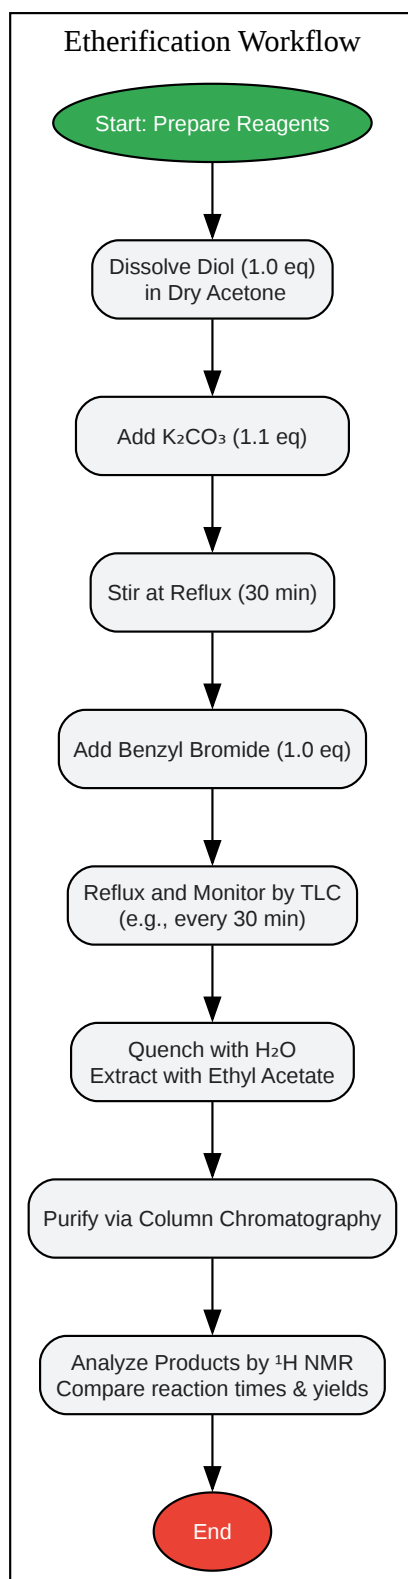 Etherification Workflow
Start: Prepare Reagents
Dissolve Diol (1.0 eq)
in Dry Acetone
Add K₂CO₃ (1.1 eq)
Stir at Reflux (30 min)
Add Benzyl Bromide (1.0 eq)
Reflux and Monitor by TLC
(e.g., every 30 min)
Quench with H₂O
Extract with Ethyl Acetate
Purify via Column Chromatography
Analyze Products by ¹H NMR
Compare reaction times & yields
End